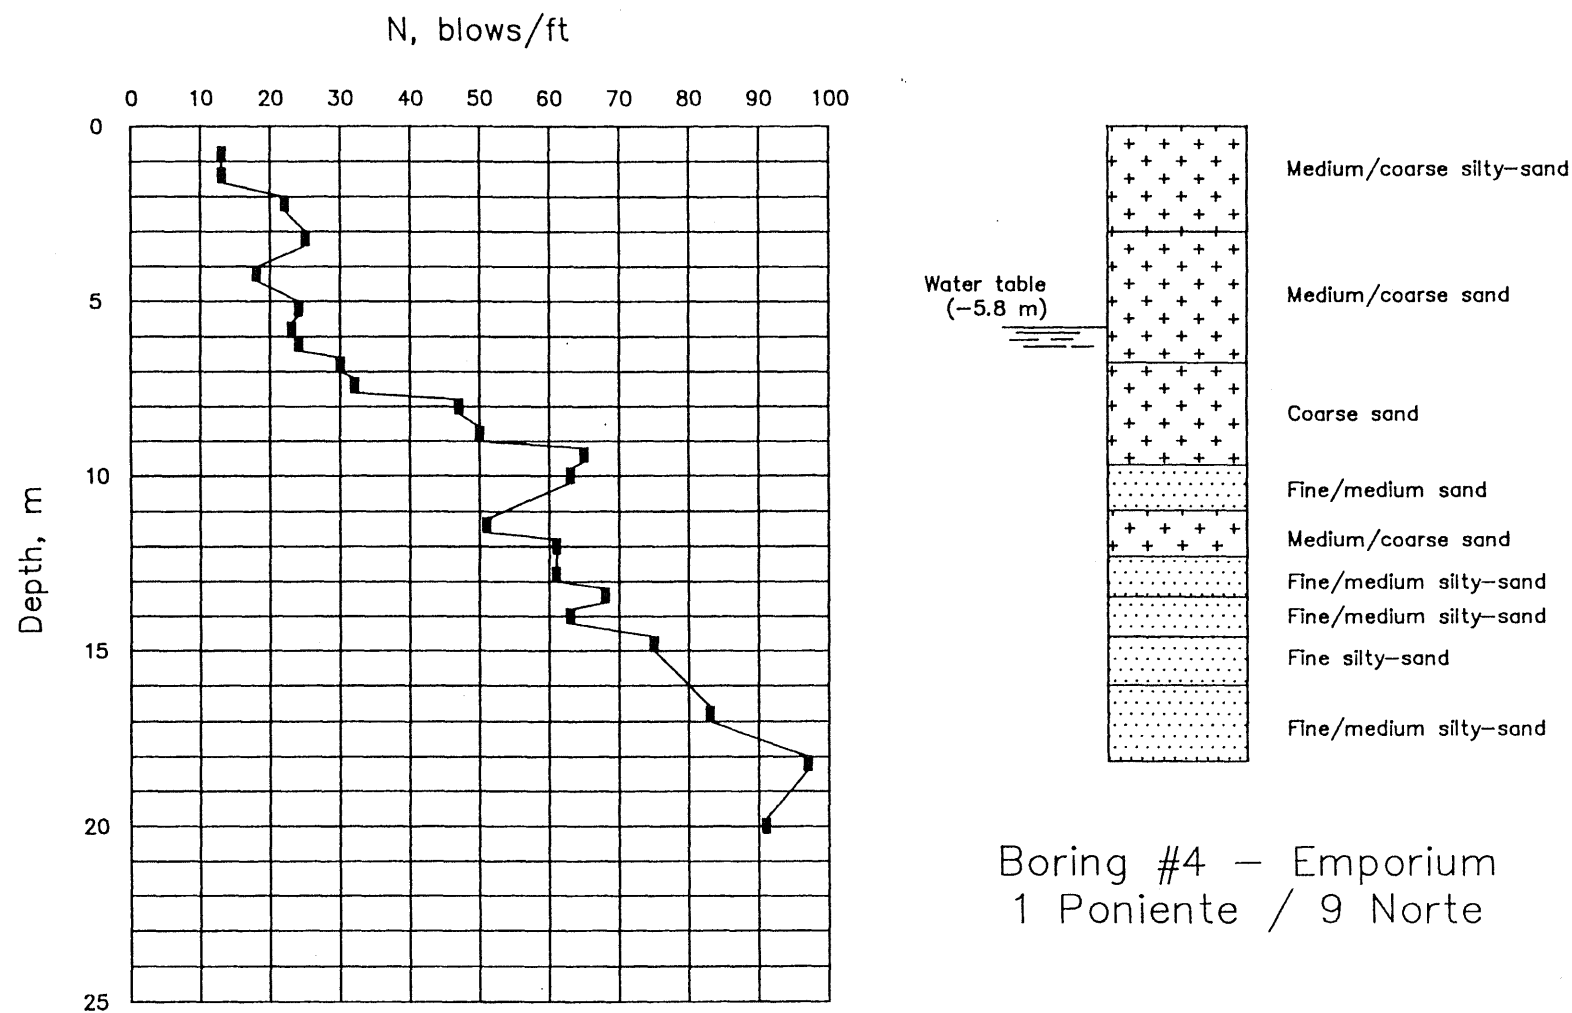 N, blows/ft
0 10 20 30 40 50 60 70 80 90 100
0
5
10
15
20
25
Depth, m
Water table
(-5.8 m)
Medium/coarse silty-sand
Medium/coarse sand
Coarse sand
Fine/medium sand
Medium/coarse sand
Fine/medium silty-sand
Fine/medium silty-sand
Fine silty-sand
Fine/medium silty-sand
Boring #4 - Emporium
1 Poniente / 9 Norte